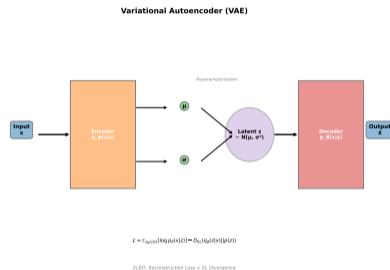 Variational Autoencoder (VAE)
Reparameterization
μ
Input
x
Encoder
q_φ(z|x)
Latent z
~ N(μ, σ²)
Decoder
p_θ(x|z)
Output
x̂
σ
ELBO: Reconstruction Loss + KL Divergence